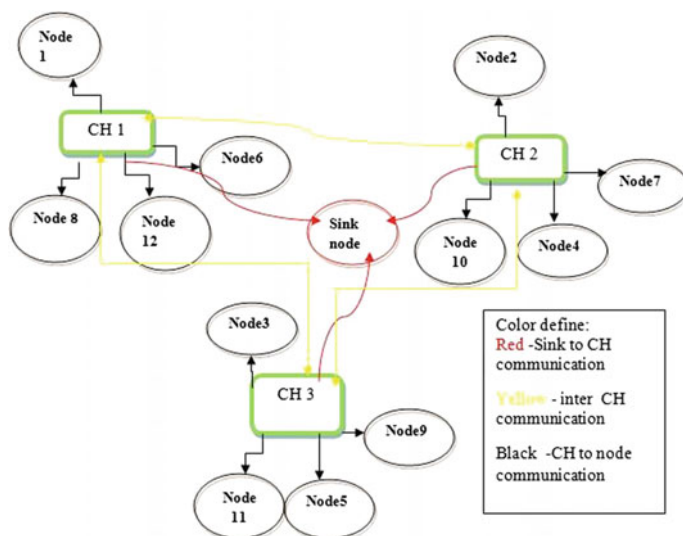 Node
1
Node2
CH 1
CH 2
Node6
Node7
Node 8
Node
12
Sink
node
Node
10
Node4
Node3
CH 3
Node9
Node
11
Node5
Color define:
Red -Sink to CH
communication
Yellow - inter CH
communication
Black -CH to node
communication